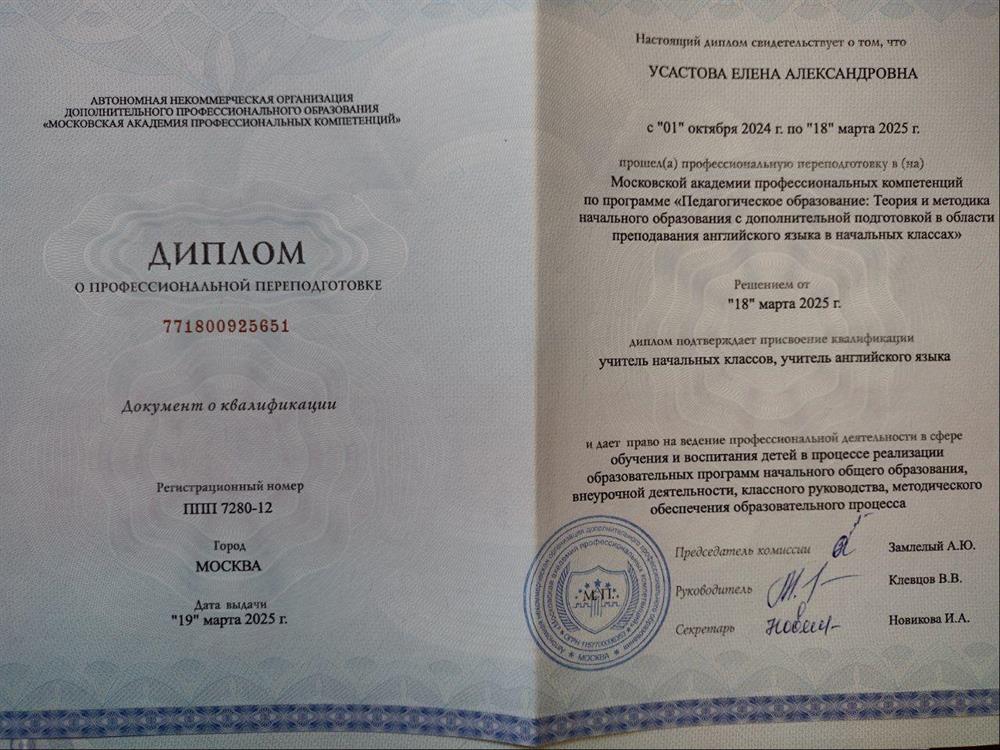 АВТОНОМНАЯ НЕКОММЕРЧЕСКАЯ ОРГАНИЗАЦИЯ
ДОПОЛНИТЕЛЬНОГО ПРОФЕССИОНАЛЬНОГО ОБРАЗОВАНИЯ
«МОСКОВСКАЯ АКАДЕМИЯ ПРОФЕССИОНАЛЬНЫХ КОМПЕТЕНЦИЙ»
ДИПЛОМ
О ПРОФЕССИОНАЛЬНОЙ ПЕРЕПОДГОТОВКЕ
771800925651
Документ о квалификации
Регистрационный номер
ППП 7280-12
Город
МОСКВА
Дата выдачи
"19" марта 2025 г.
Настоящий диплом свидетельствует о том, что
УСАСТОВА ЕЛЕНА АЛЕКСАНДРОВНА
с "01" октября 2024 г. по "18" марта 2025 г.
прошел(а) профессиональную переподготовку в (на)
Московской академии профессиональных компетенций
по программе «Педагогическое образование: Теория и методика
начального образования с дополнительной подготовкой в области
преподавания английского языка в начальных классах»
Решением от
"18" марта 2025 г.
диплом подтверждает присвоение квалификации
учитель начальных классов, учитель английского языка
и дает право на ведение профессиональной деятельности в сфере
обучения и воспитания детей в процессе реализации
образовательных программ начального общего образования,
внеурочной деятельности, классного руководства, методического
обеспечения образовательного процесса
Председатель комиссии
Замлелый А.Ю.
Руководитель
Клевцов В.В.
Секретарь
Новикова И.А.
М.П.
МОСКВА